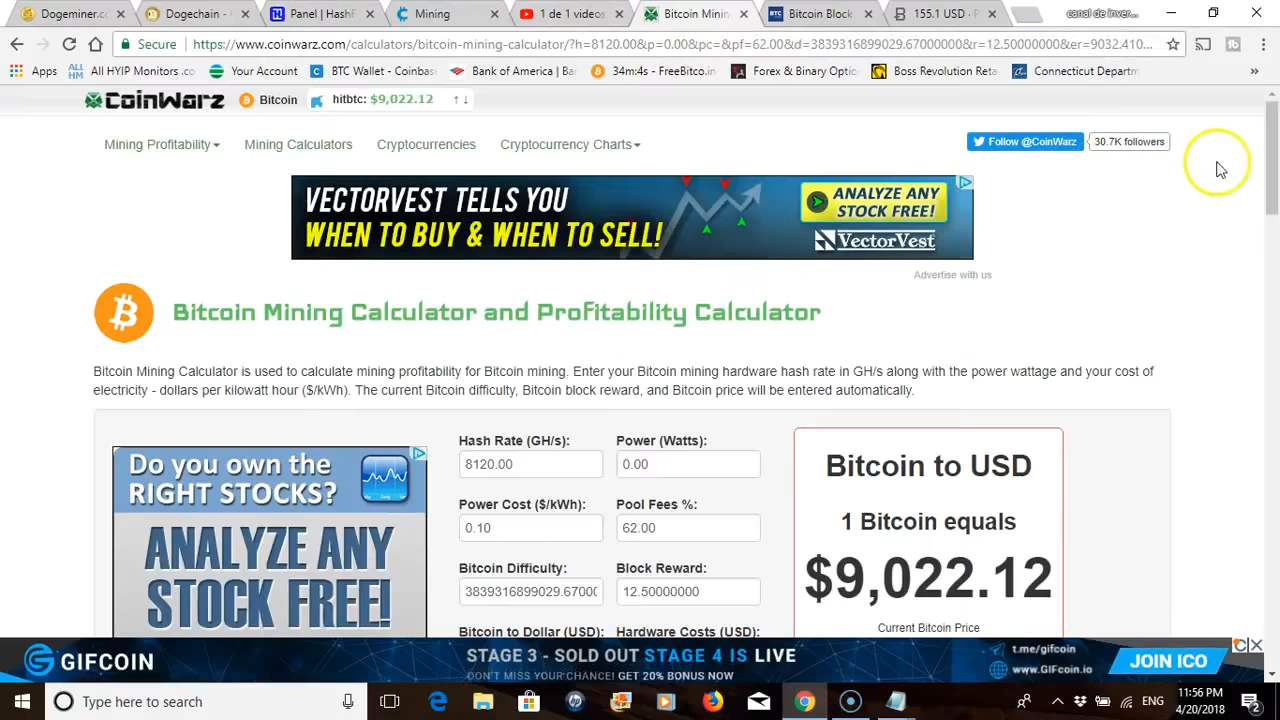 Dogeminer.c
Dogechain -
Panel | HashF
Mining
1 de 1 videos
Bitcoin Minin
Bitcoin Block
155.1 USD - P
canal de inver...
Secure
https://www.coinwarz.com/calculators/bitcoin-mining-calculator/?h=8120.00&p=0.00&pc=&pf=62.00&d=3839316899029.67000000&r=12.50000000&er=9032.410...
Apps
ALL HYIP Monitors.co
Your Account
BTC Wallet - Coinbas
Bank of America | Ban
34m:4s - FreeBitco.in
Forex & Binary Optio
Boss Revolution Reta
Connecticut Departm
»
CoinWarz
Bitcoin
hitbtc: $9,022.12
Mining Profitability
Mining Calculators
Cryptocurrencies
Cryptocurrency Charts
Follow @CoinWarz
30.7K followers
VECTORVEST TELLS YOU
WHEN TO BUY & WHEN TO SELL!
ANALYZE ANY
STOCK FREE!
VectorVest
Advertise with us
Bitcoin Mining Calculator and Profitability Calculator
Bitcoin Mining Calculator is used to calculate mining profitability for Bitcoin mining. Enter your Bitcoin mining hardware hash rate in GH/s along with the power wattage and your cost of
electricity - dollars per kilowatt hour ($/kWh). The current Bitcoin difficulty, Bitcoin block reward, and Bitcoin price will be entered automatically.
Do you own the
RIGHT STOCKS?
ANALYZE ANY
STOCK FREE!
Hash Rate (GH/s):
Power (Watts):
8120.00
0.00
Power Cost ($/kWh):
Pool Fees %:
0.10
62.00
Bitcoin Difficulty:
Block Reward:
3839316899029.6700
12.50000000
Bitcoin to Dollar (USD):
Hardware Costs (USD):
Bitcoin to USD
1 Bitcoin equals
$9,022.12
Current Bitcoin Price
GIFCOIN
STAGE 3 - SOLD OUT STAGE 4 IS LIVE
DON'T MISS YOUR CHANCE! GET 20% BONUS NOW
t.me/gifcoin
www.GIFcoin.io
JOIN ICO
Type here to search
ENG
11:56 PM
4/20/2018
2